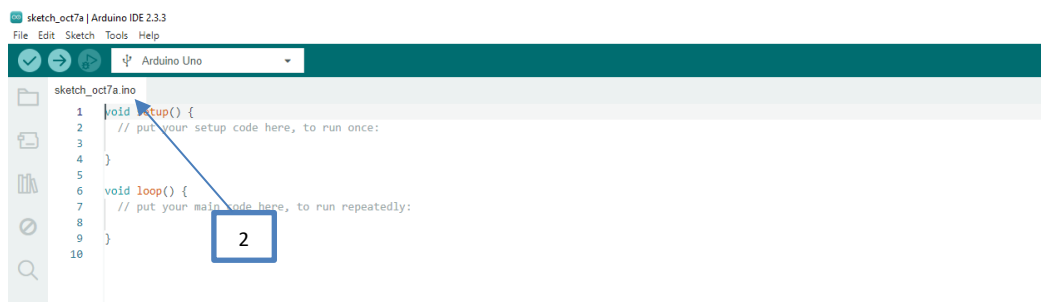 sketch_oct7a | Arduino IDE 2.3.3
File Edit Sketch Tools Help
Arduino Uno
sketch_oct7a.ino
1 void setup() {
2 // put your setup code here, to run once:
3
4 }
5
6 void loop() {
7 // put your main code here, to run repeatedly:
8
9 }
10
2